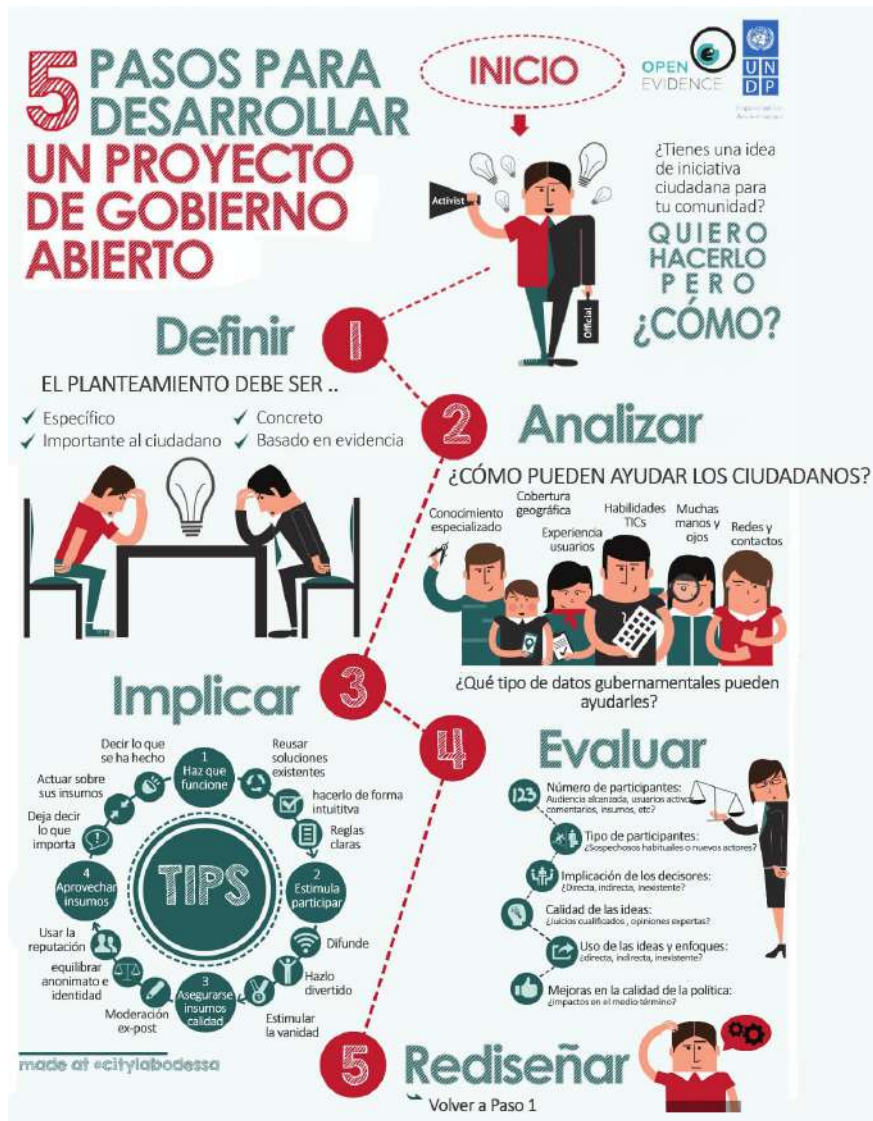 5 PASOS PARA
DESARROLLAR
UN PROYECTO
DE GOBIERNO
ABIERTO
INICIO
OPEN
EVIDENCE
UN
DP
Activist
Official
¿Tienes una idea
de iniciativa
ciudadana para
tu comunidad?
QUIERO
HACERLO
PERO
¿CÓMO?
Definir
1
EL PLANTEAMIENTO DEBE SER ..
✓ Específico
✓ Concreto
✓ Importante al ciudadano
✓ Basado en evidencia
2
Analizar
¿CÓMO PUEDEN AYUDAR LOS CIUDADANOS?
Conocimiento
especializado
Cobertura
geográfica
Experiencia
usuarios
Habilidades
TICs
Muchas
manos y
ojos
Redes y
contactos
¿Qué tipo de datos gubernamentales pueden
ayudarles?
Implicar
3
TIPS
1
Haz que
funcione
Reusar
soluciones
existentes
hacerlo de forma
intuititva
Reglas
claras
2
Estimula
participar
Difunde
Hazlo
divertido
Estimular
la vanidad
3
Asegurarse
insumos
calidad
Moderación
ex-post
equilibrar
anonimato e
identidad
Usar la
reputación
4
Aprovechar
insumos
Deja decir
lo que
importa
Actuar sobre
sus insumos
Decir lo que
se ha hecho
made at #citylabodessa
4
Evaluar
123
Número de participantes:
Audiencia alcanzada, usuarios activos
comentarios, insumos, etc?
Tipo de participantes:
¿Sospechosos habituales o nuevos actores?
Implicación de los decisores:
¿Directa, indirecta, inexistente?
Calidad de las ideas:
¿Juicios cualificados , opiniones expertas?
Uso de las ideas y enfoques:
¿directa, indirecta, inexistente?
Mejoras en la calidad de la política:
¿impactos en el medio término?
5
Rediseñar
Volver a Paso 1